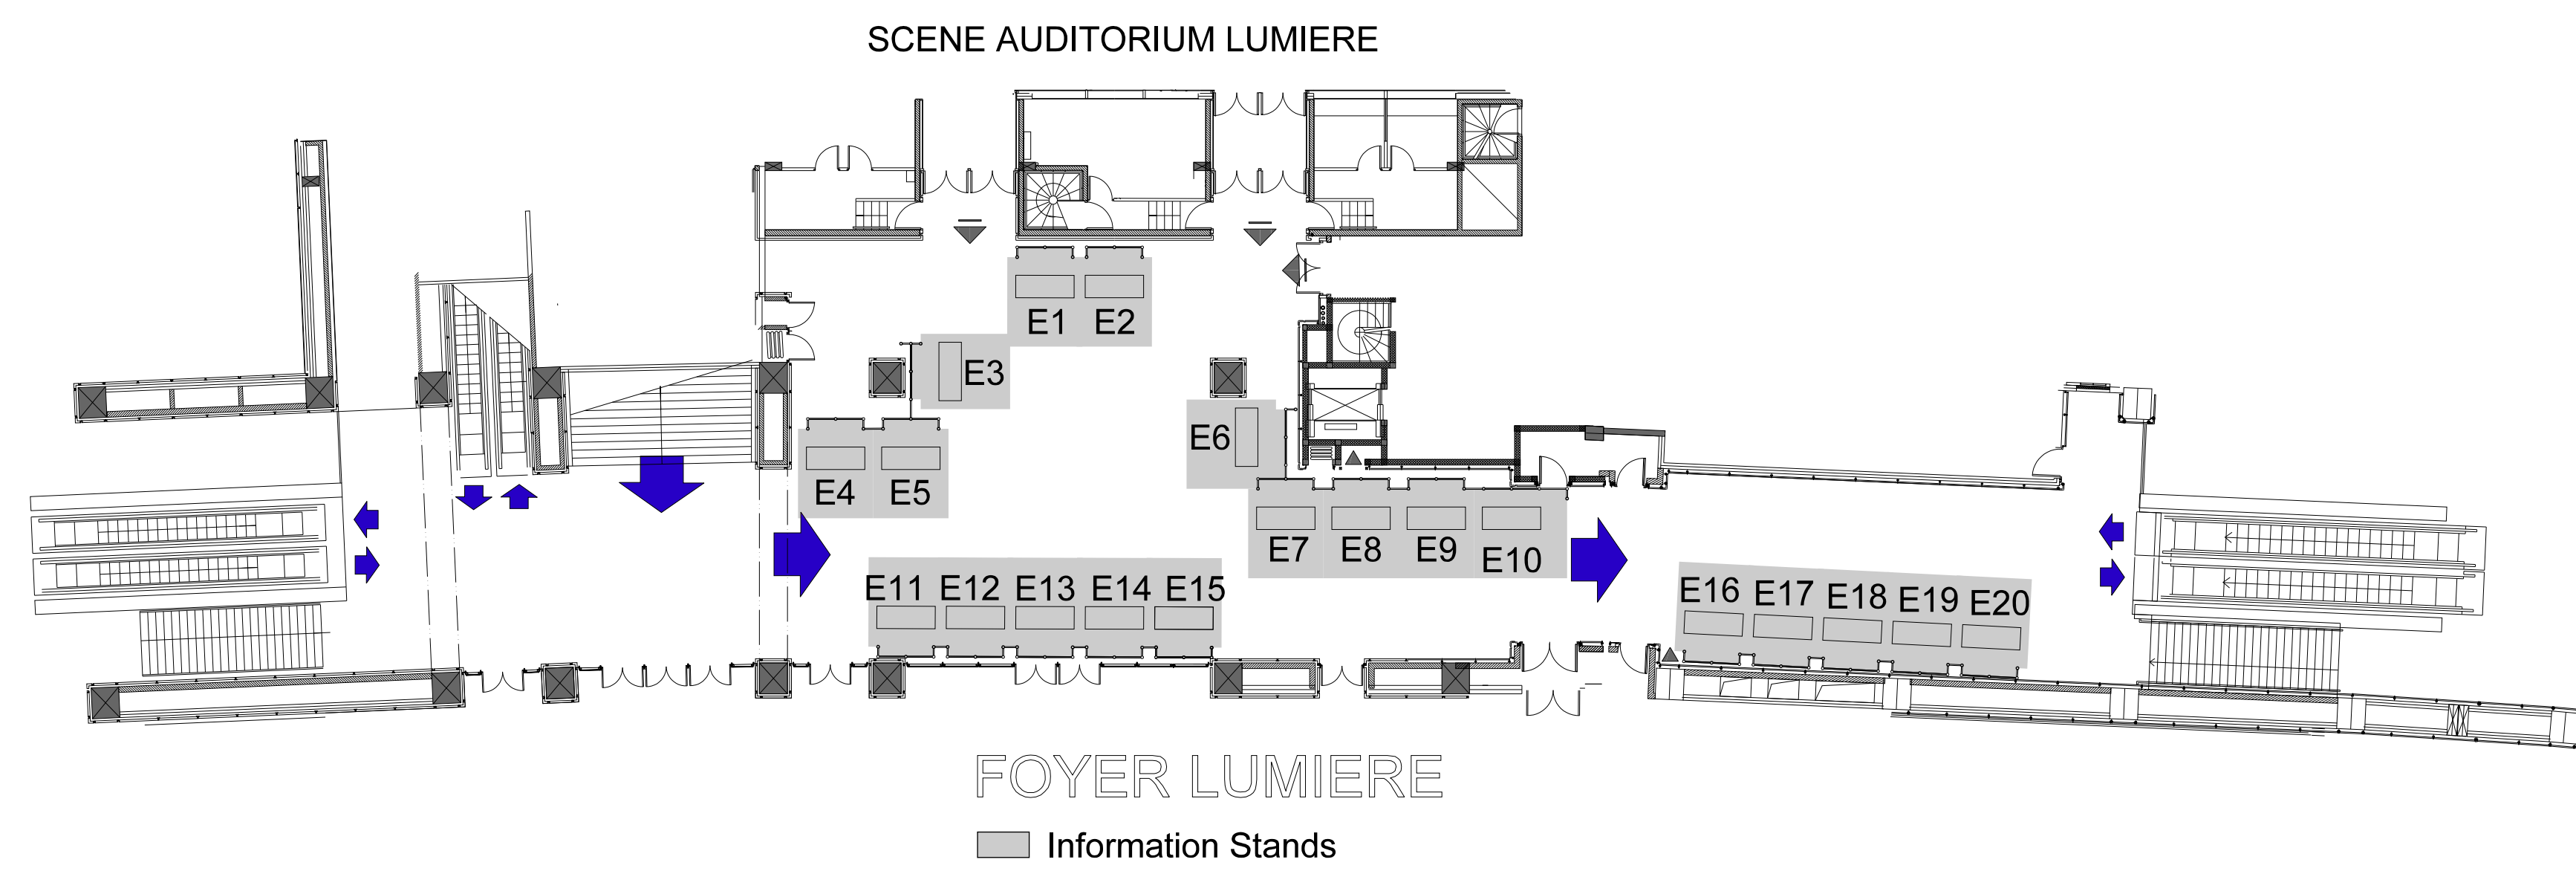 SCENE AUDITORIUM LUMIERE
E1 E2
E3
E4 E5
E6
E7 E8 E9 E10
E11 E12 E13 E14 E15
E16 E17 E18 E19 E20
FOYER LUMIERE
Information Stands